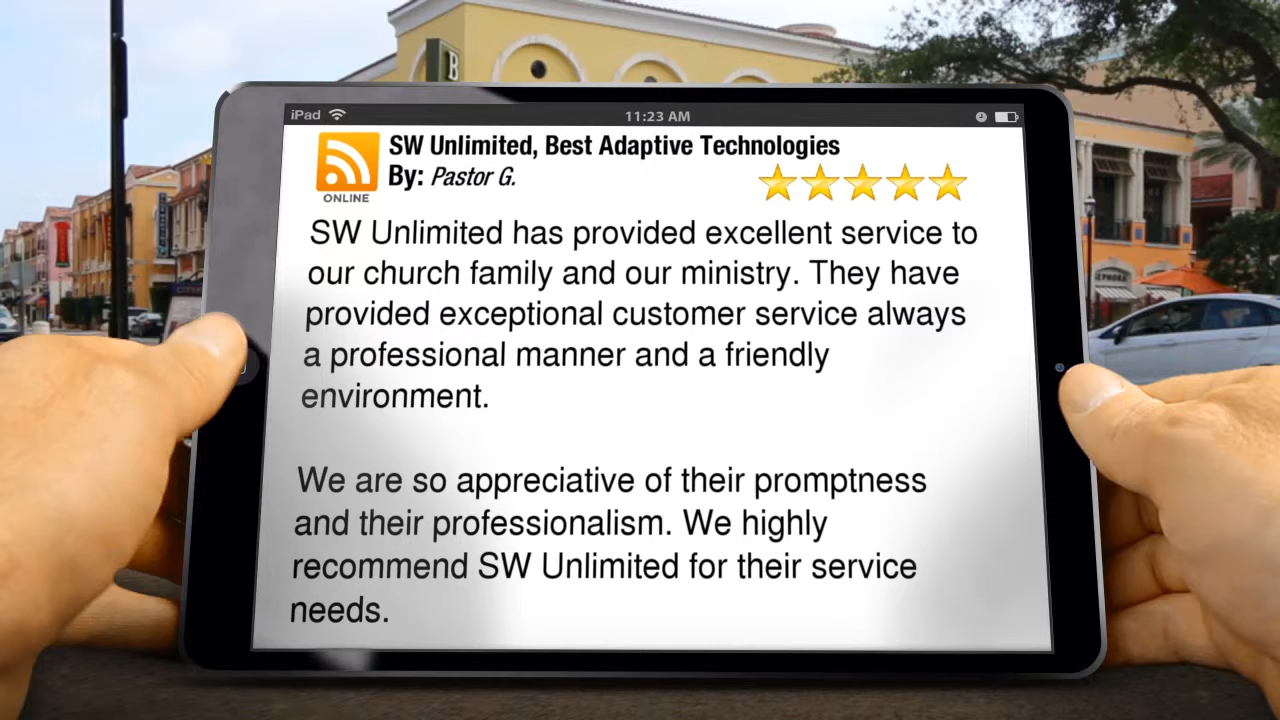 B
iPad
11:23 AM
SW Unlimited, Best Adaptive Technologies
By: Pastor G.
ONLINE
SW Unlimited has provided excellent service to
our church family and our ministry. They have
provided exceptional customer service always
a professional manner and a friendly
environment.
We are so appreciative of their promptness
and their professionalism. We highly
recommend SW Unlimited for their service
needs.
SEPHORA